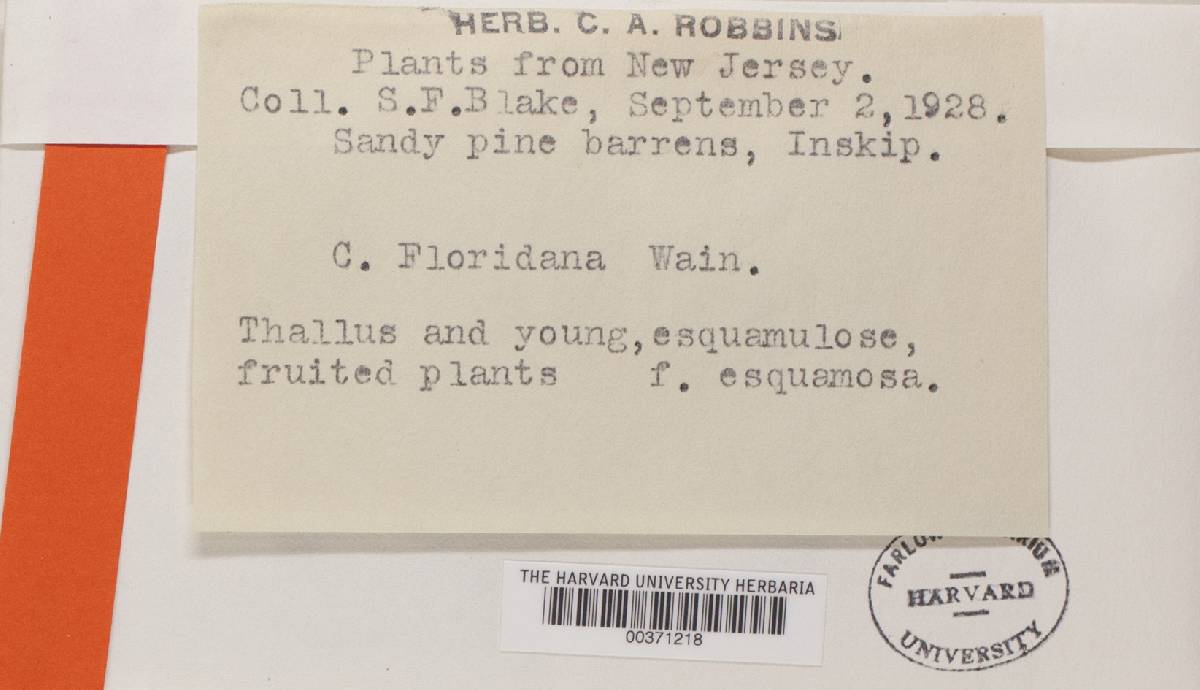 HERB. C. A. ROBBINS
Plants from New Jersey.
Coll. S.F.Blake, September 2,1928.
Sandy pine barrens, Inskip.
C. Floridana Wain.
Thallus and young,esquamulose,
fruited plants f. esquamosa.
THE HARVARD UNIVERSITY HERBARIA
00371218
HARVARD
UNIVERSITY